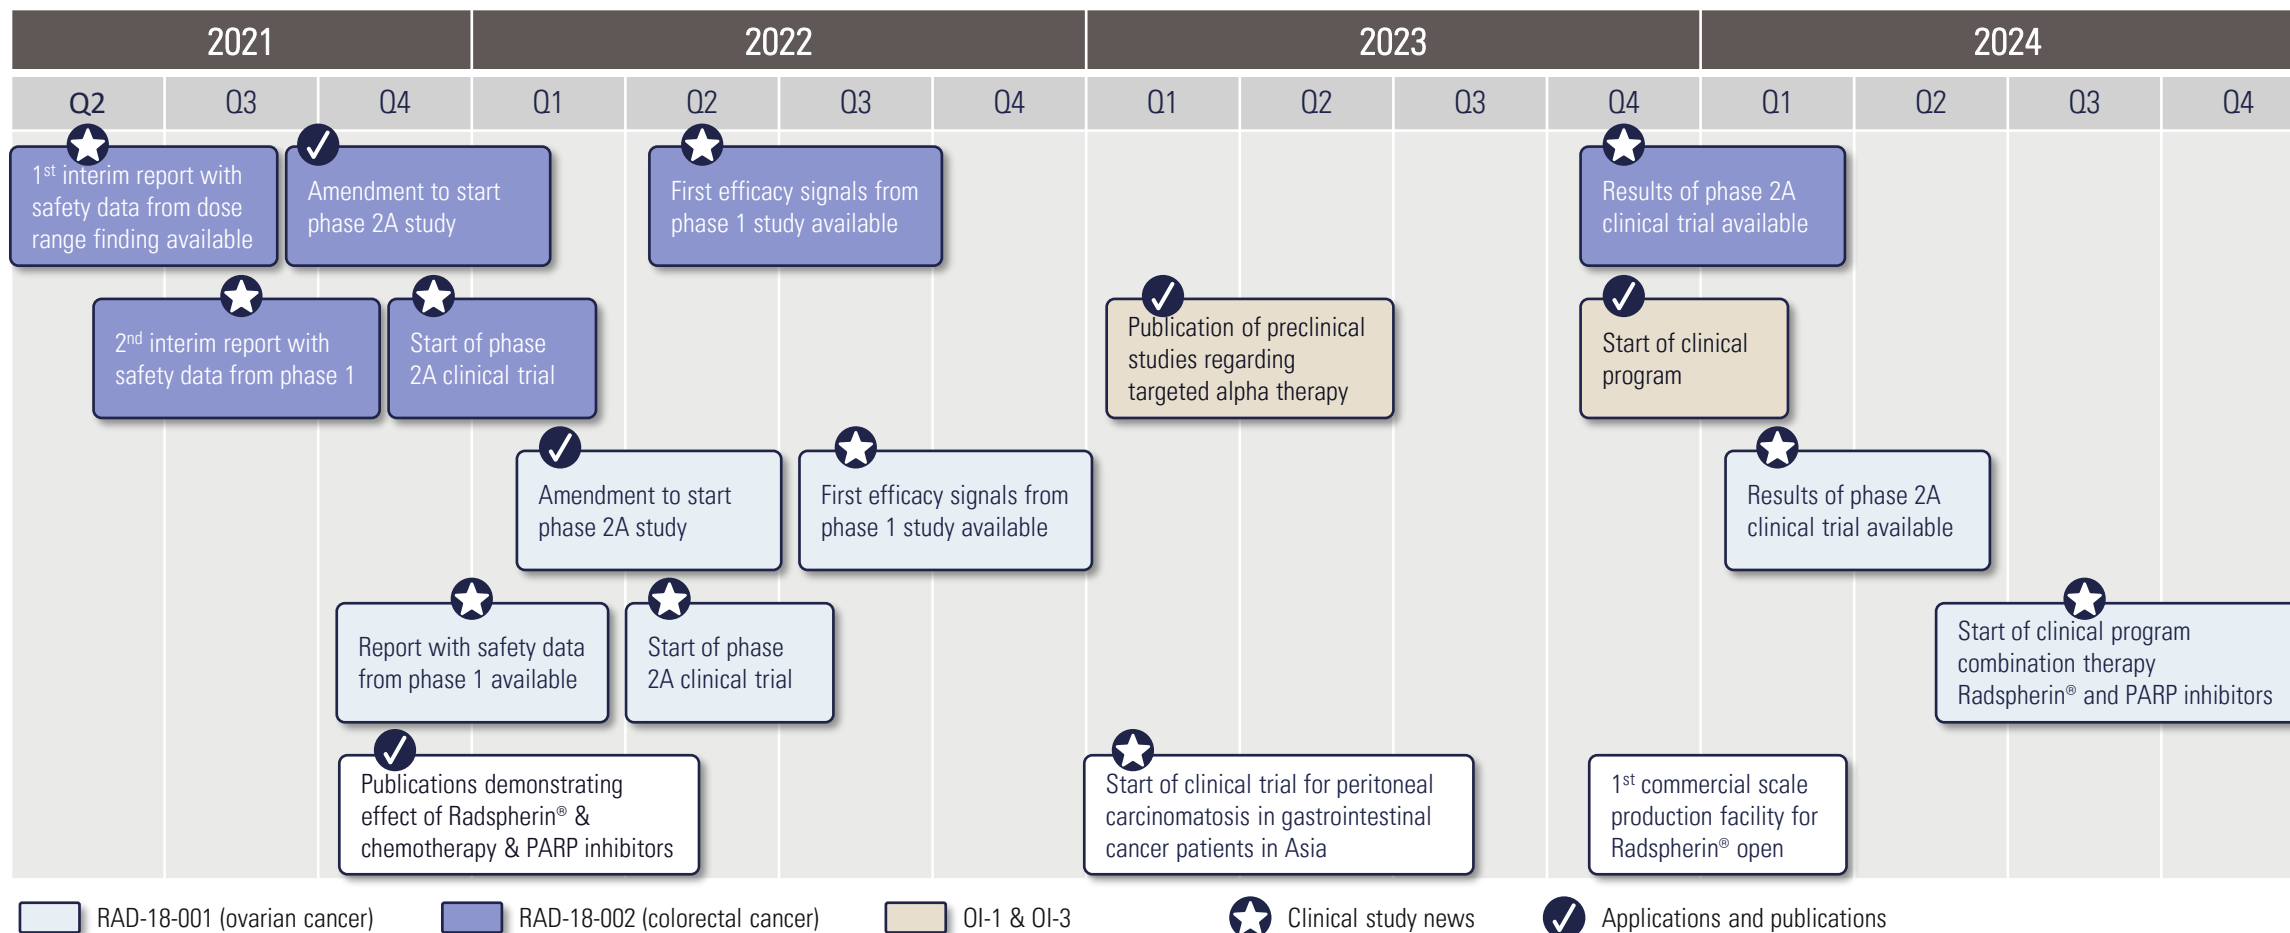 2021 2022 2023 2024
Q2 Q3 Q4 Q1 Q2 Q3 Q4 Q1 Q2 Q3 Q4 Q1 Q2 Q3 Q4
1st interim report with
safety data from dose
range finding available
Amendment to start
phase 2A study
First efficacy signals from
phase 1 study available
Results of phase 2A
clinical trial available
2nd interim report with
safety data from phase 1
Start of phase
2A clinical trial
Publication of preclinical
studies regarding
targeted alpha therapy
Start of clinical
program
Amendment to start
phase 2A study
First efficacy signals from
phase 1 study available
Results of phase 2A
clinical trial available
Report with safety data
from phase 1 available
Start of phase
2A clinical trial
Start of clinical program
combination therapy
Radspherin® and PARP inhibitors
Publications demonstrating
effect of Radspherin® &
chemotherapy & PARP inhibitors
Start of clinical trial for peritoneal
carcinomatosis in gastrointestinal
cancer patients in Asia
1st commercial scale
production facility for
Radspherin® open
RAD-18-001 (ovarian cancer)
RAD-18-002 (colorectal cancer)
OI-1 & OI-3
Clinical study news
Applications and publications